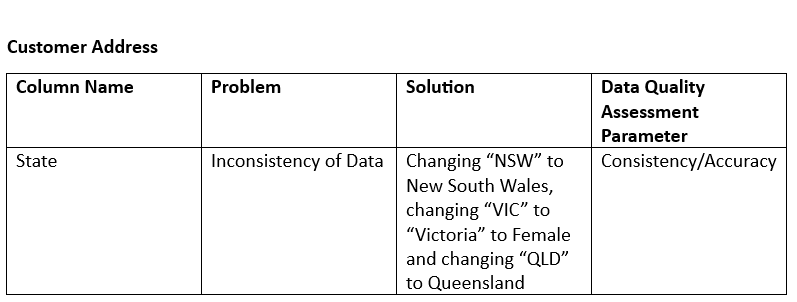 Customer Address
Column Name
Problem
Solution
Data Quality
Assessment
Parameter
State
Inconsistency of Data
Changing “NSW” to
New South Wales,
changing “VIC” to
“Victoria” to Female
and changing “QLD”
to Queensland
Consistency/Accuracy